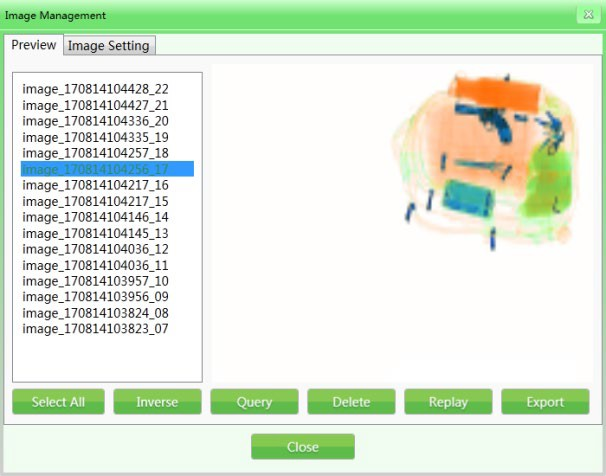 Image Management
Preview
Image Setting
image_170814104428_22
image_170814104427_21
image_170814104336_20
image_170814104335_19
image_170814104257_18
image_170814104256_17
image_170814104217_16
image_170814104217_15
image_170814104146_14
image_170814104145_13
image_170814104036_12
image_170814104036_11
image_170814103957_10
image_170814103956_09
image_170814103824_08
image_170814103823_07
Select All
Inverse
Query
Delete
Replay
Export
Close